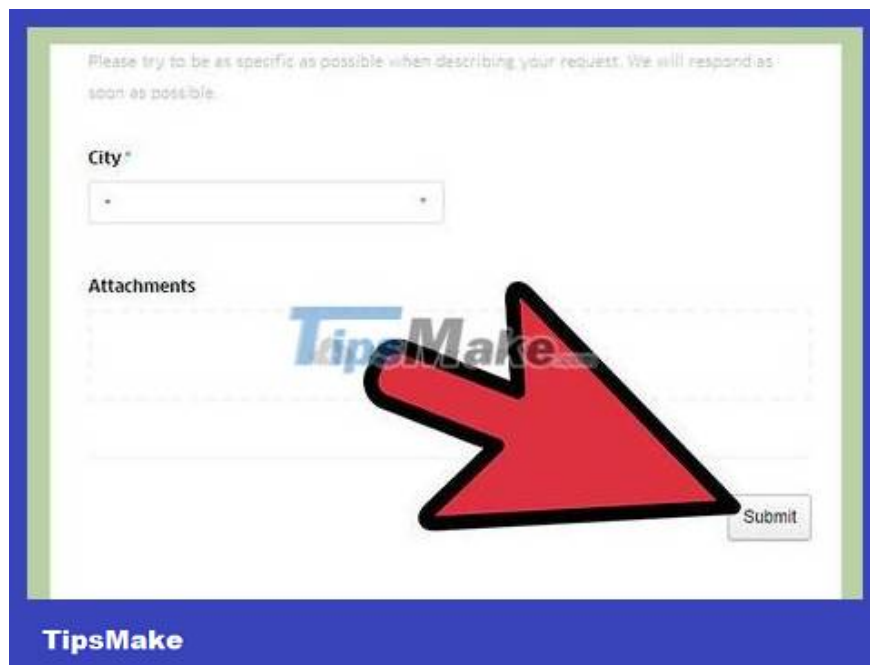 Please try to be as specific as possible when describing your request. We will respond as
soon as possible.
City *
-
Attachments
TipsMake.com
Submit
TipsMake